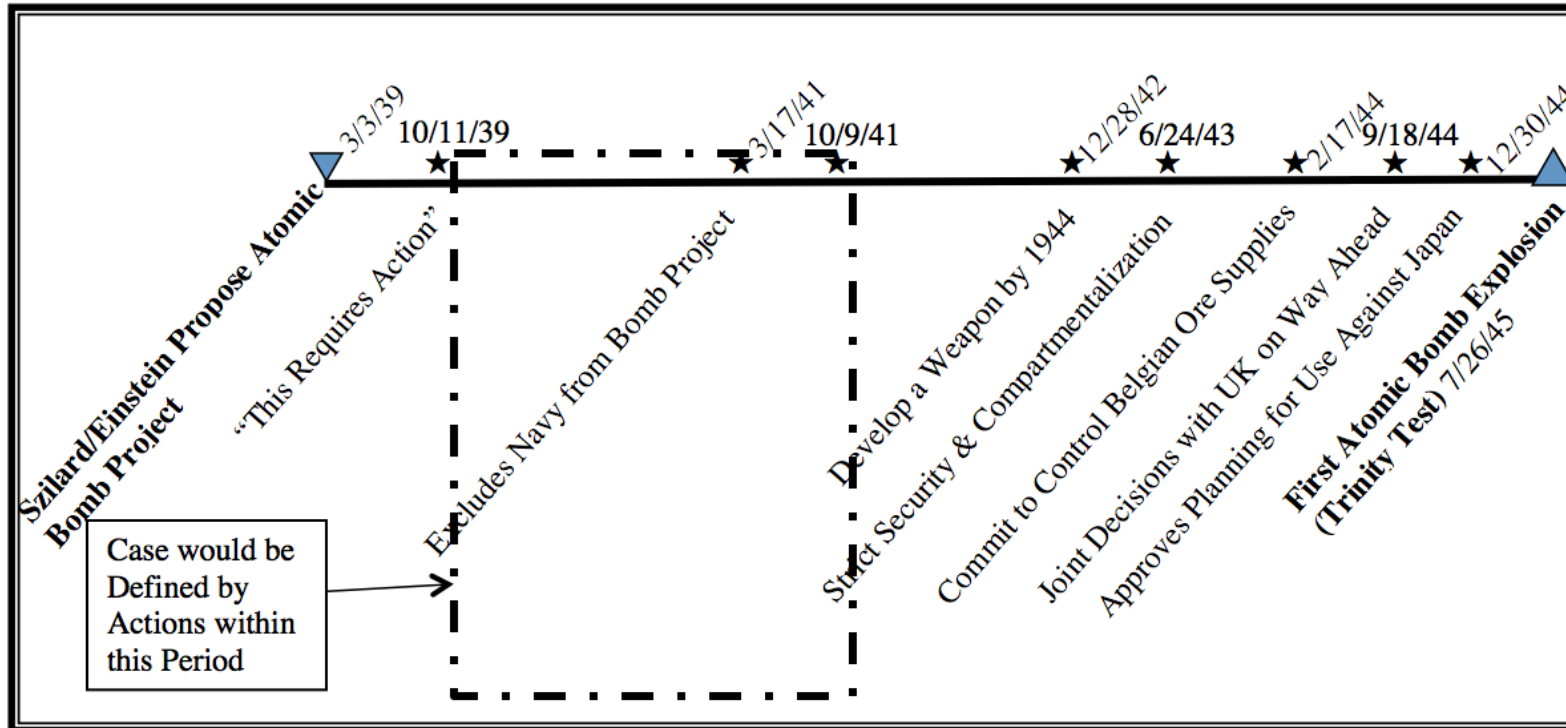 3/3/39
10/11/39
3/17/41
10/9/41
12/28/42
6/24/43
2/17/44
9/18/44
12/30/44
Szilard/Einstein Propose Atomic
Bomb Project
“This Requires Action”
Excludes Navy from Bomb Project
Develop a Weapon by 1944
Strict Security & Compartmentalization
Commit to Control Belgian Ore Supplies
Joint Decisions with UK on Way Ahead
Approves Planning for Use Against Japan
First Atomic Bomb Explosion
(Trinity Test) 7/26/45
Case would be
Defined by
Actions within
this Period